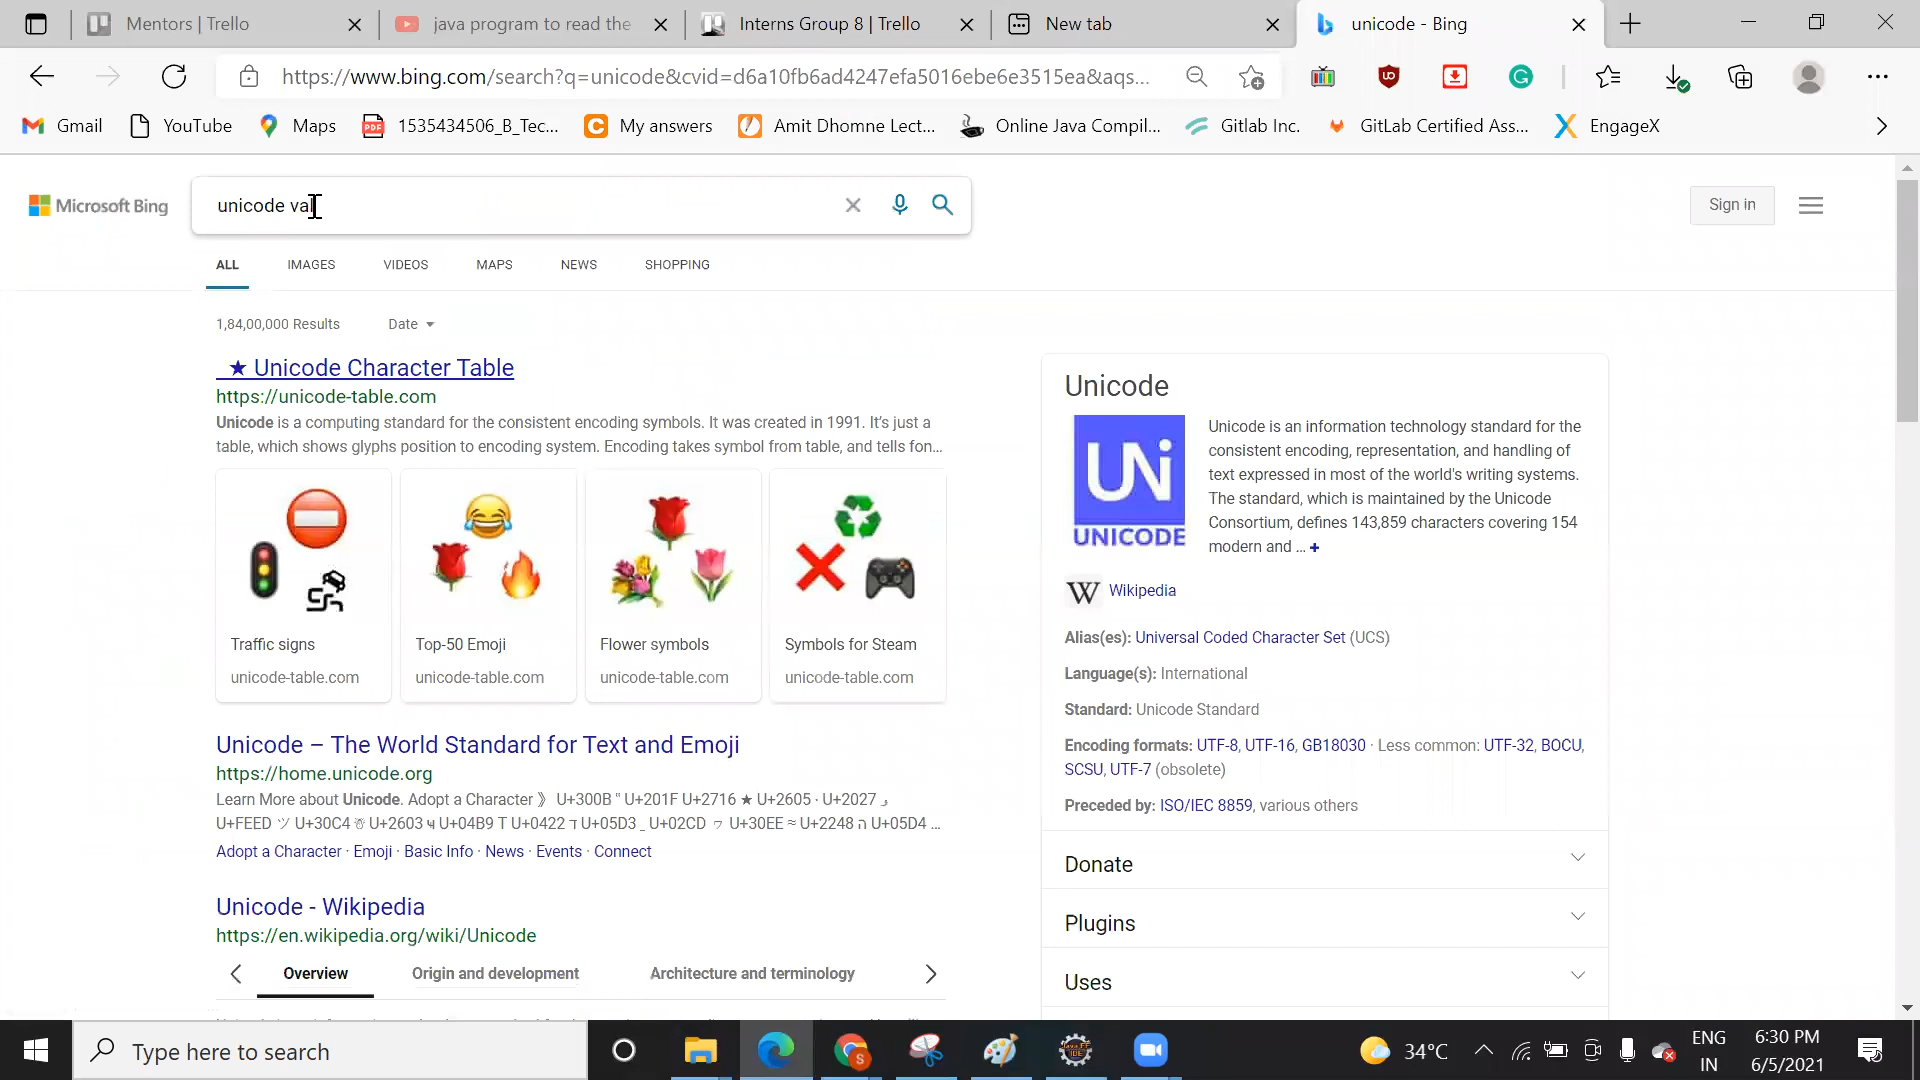 Mentors | Trello
java program to read the
Interns Group 8 | Trello
New tab
unicode - Bing
https://www.bing.com/search?q=unicode&cvid=d6a10fb6ad4247efa5016ebe6e3515ea&aqs...
Gmail
YouTube
Maps
1535434506_B_Tec...
My answers
Amit Dhomne Lect...
Online Java Compil...
Gitlab Inc.
GitLab Certified Ass...
EngageX
Microsoft Bing
unicode val
Sign in
ALL
IMAGES
VIDEOS
MAPS
NEWS
SHOPPING
1,84,00,000 Results
Date
★ Unicode Character Table
https://unicode-table.com
Unicode is a computing standard for the consistent encoding symbols. It was created in 1991. It's just a
table, which shows glyphs position to encoding system. Encoding takes symbol from table, and tells fon...
Traffic signs
unicode-table.com
Top-50 Emoji
unicode-table.com
Flower symbols
unicode-table.com
Symbols for Steam
unicode-table.com
Unicode – The World Standard for Text and Emoji
https://home.unicode.org
Learn More about Unicode. Adopt a Character 》 U+300B ‟ U+201F U+2716 ★ U+2605 ‧ U+2027
U+FEED ツ U+30C4 ☃ U+2603 ҹ U+04B9 Т U+0422 ד U+05D3 ˍ U+02CD ヮ U+30EE ≈ U+2248 ה U+05D4 ...
Adopt a Character · Emoji · Basic Info · News · Events · Connect
Unicode - Wikipedia
https://en.wikipedia.org/wiki/Unicode
Overview
Origin and development
Architecture and terminology
Unicode
UNi
UNICODE
Unicode is an information technology standard for the
consistent encoding, representation, and handling of
text expressed in most of the world's writing systems.
The standard, which is maintained by the Unicode
Consortium, defines 143,859 characters covering 154
modern and ... +
W Wikipedia
Alias(es): Universal Coded Character Set (UCS)
Language(s): International
Standard: Unicode Standard
Encoding formats: UTF-8, UTF-16, GB18030 · Less common: UTF-32, BOCU,
SCSU, UTF-7 (obsolete)
Preceded by: ISO/IEC 8859, various others
Donate
Plugins
Uses
Type here to search
34°C
ENG
IN
6:30 PM
6/5/2021